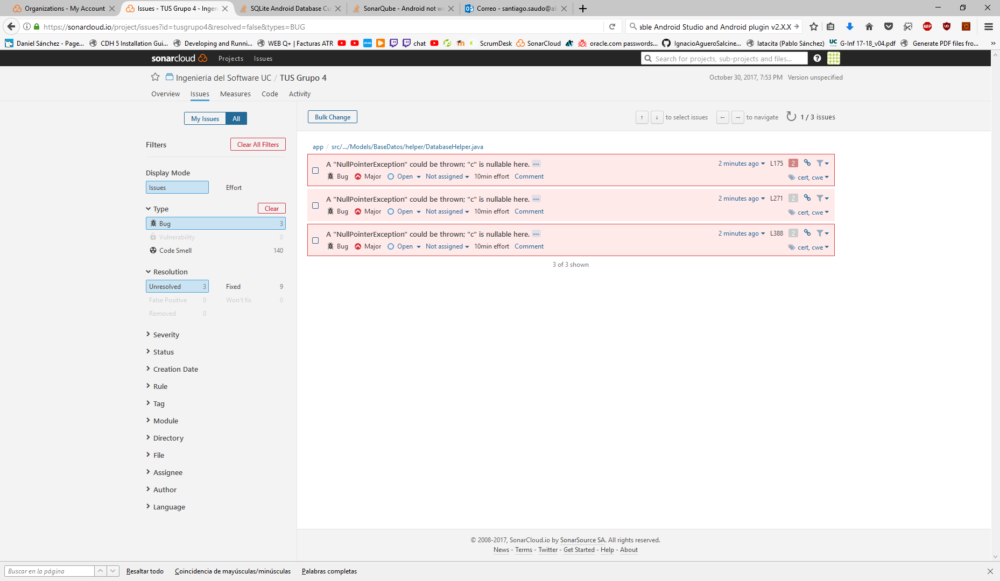 Organizations - My Account
Issues - TUS Grupo 4 - Ingen
SQLite Android Database Cu
SonarQube - Android not w
Correo - santiago.saudo@al
https://sonarcloud.io/project/issues?id=tusgrupo4&resolved=false&types=BUG
able Android Studio and Android plugin v2.X.X
Daniel Sánchez - Page...
CDH 5 Installation Gui...
Developing and Runni...
WEB Q+ | Facturas ATR
chat
ScrumDesk
SonarCloud
oracle.com passwords...
IgnacioAgueroSalcine...
latacita (Pablo Sánchez)
UC
G-Inf 17-18_v04.pdf
Generate PDF files fro...
»
sonarcloud
Projects
Issues
Search for projects, sub-projects and files...
Ingenieria del Software UC / TUS Grupo 4
October 30, 2017, 7:53 PM Version unspecified
Overview
Issues
Measures
Code
Activity
My Issues
All
Bulk Change
↑ ↓ to select issues
← → to navigate
1 / 3 issues
Filters
Clear All Filters
Display Mode
Issues
Effort
Type
Clear
Bug 3
Vulnerability 0
Code Smell 140
Resolution
Unresolved 3
Fixed 9
False Positive 0
Won't fix 0
Removed 0
Severity
Status
Creation Date
Rule
Tag
Module
Directory
File
Assignee
Author
Language
app / src/.../Models/BaseDatos/helper/DatabaseHelper.java
A "NullPointerException" could be thrown; "c" is nullable here. ...
2 minutes ago L175 2
Bug Major Open Not assigned 10min effort Comment
cert, cwe
A "NullPointerException" could be thrown; "c" is nullable here. ...
2 minutes ago L271 2
Bug Major Open Not assigned 10min effort Comment
cert, cwe
A "NullPointerException" could be thrown; "c" is nullable here. ...
2 minutes ago L388 2
Bug Major Open Not assigned 10min effort Comment
cert, cwe
3 of 3 shown
© 2008-2017, SonarCloud.io by SonarSource SA. All rights reserved.
News - Terms - Twitter - Get Started - Help - About
Buscar en la página
Resaltar todo
Coincidencia de mayúsculas/minúsculas
Palabras completas